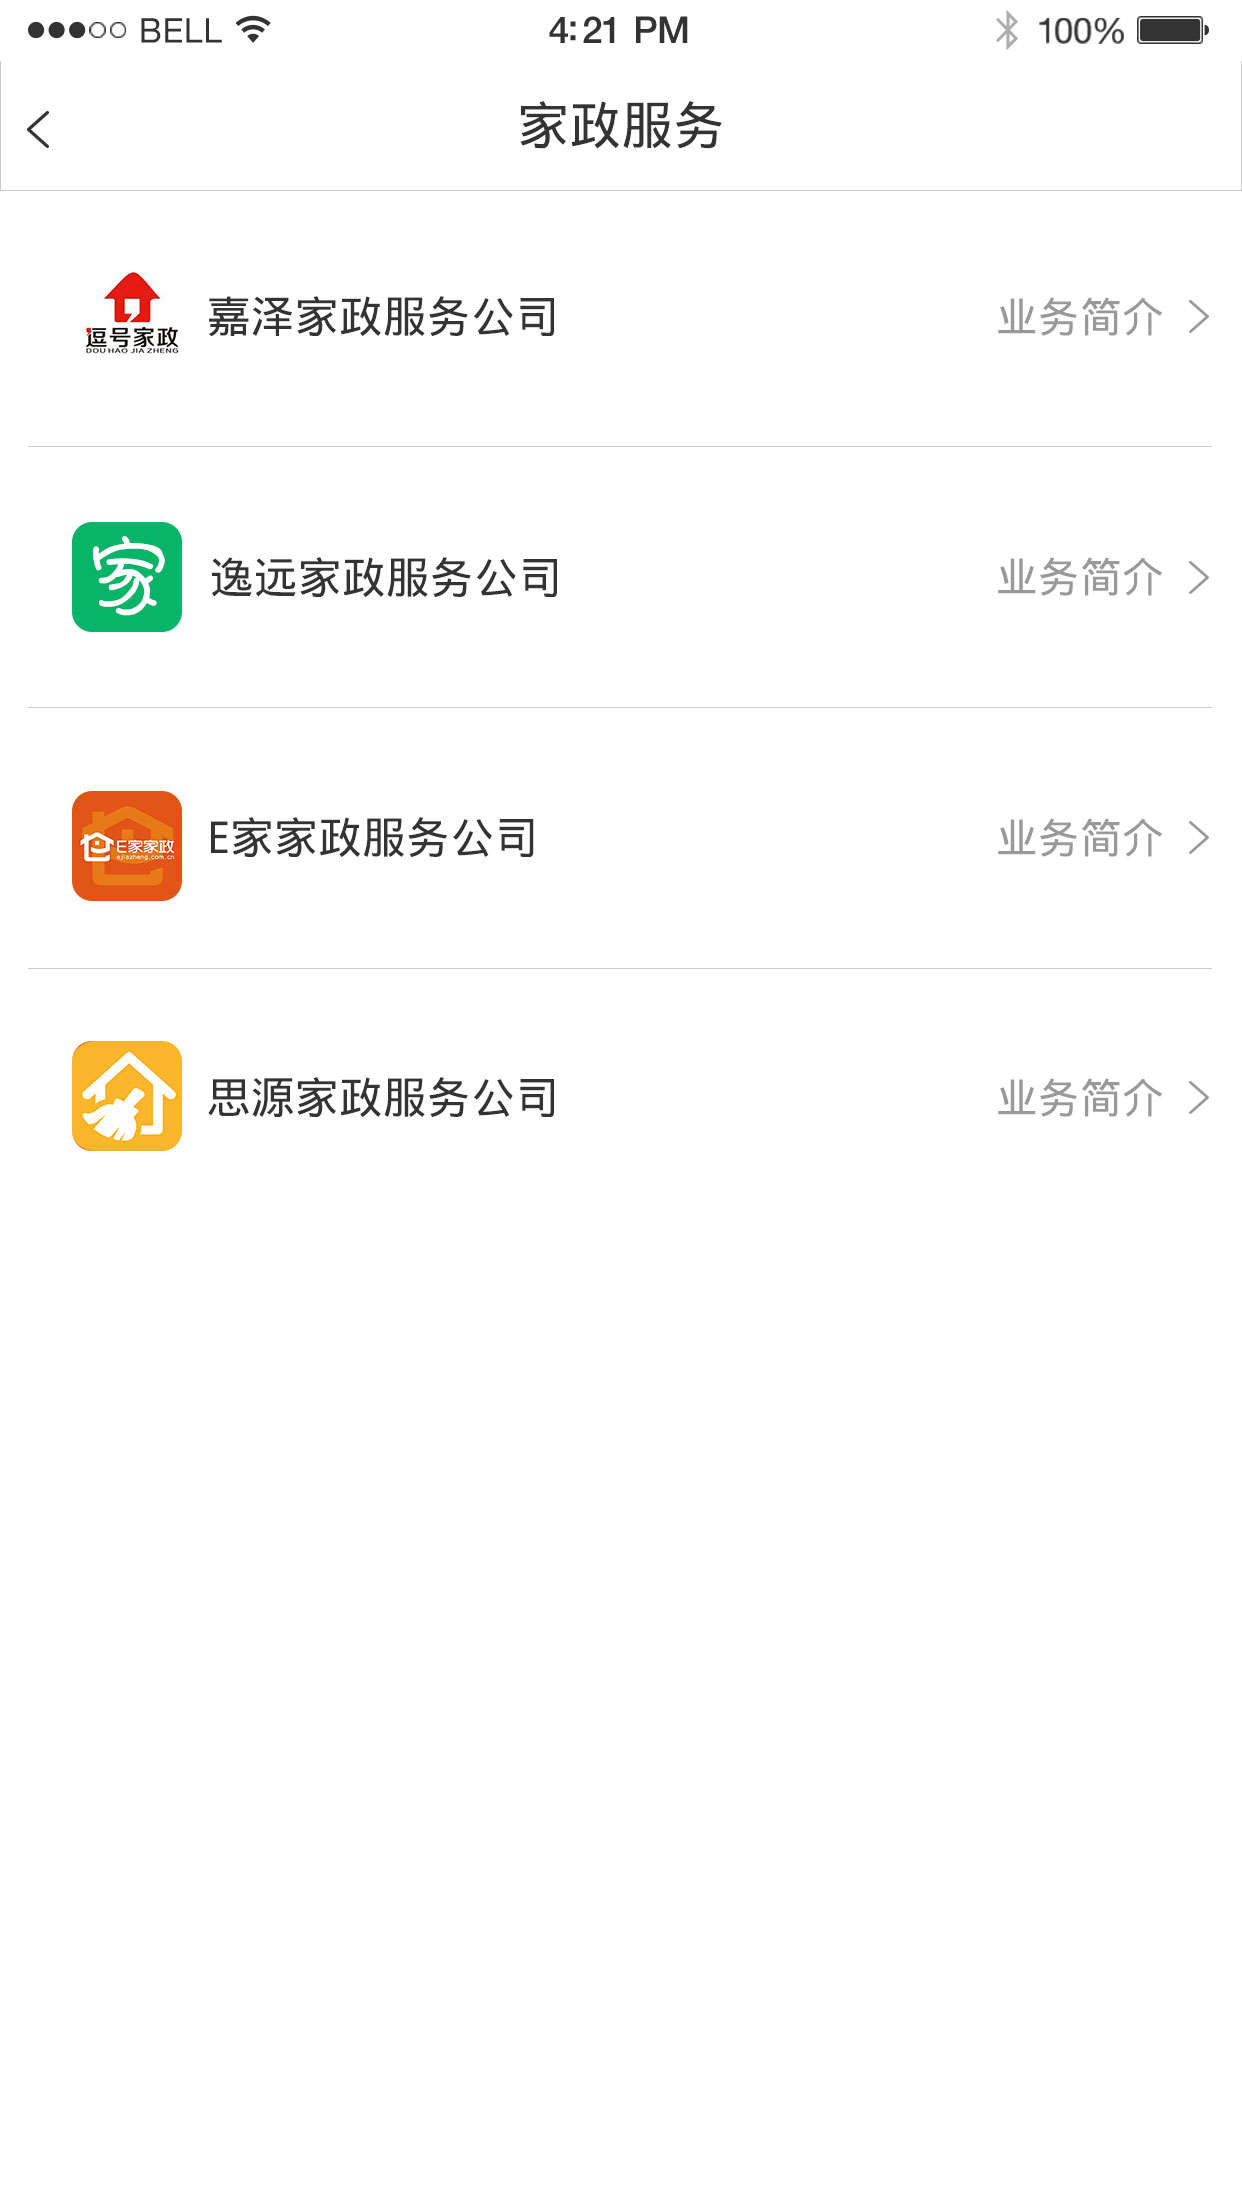 BELL 4:21 PM 100%
家政服务
逗号家政
DOU HAO JIA ZHENG
嘉泽家政服务公司 业务简介
家
逸远家政服务公司 业务简介
E家家政
ejiazheng.com.cn
E家家政服务公司 业务简介
思源家政服务公司 业务简介